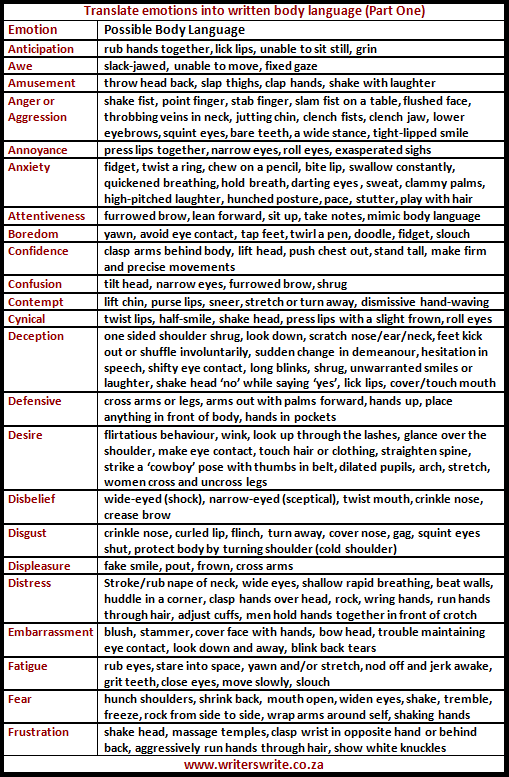 Translate emotions into written body language (Part One)
Emotion Possible Body Language
Anticipation rub hands together, lick lips, unable to sit still, grin
Awe slack-jawed, unable to move, fixed gaze
Amusement throw head back, slap thighs, clap hands, shake with laughter
Anger or Aggression shake fist, point finger, stab finger, slam fist on a table, flushed face,
throbbing veins in neck, jutting chin, clench fists, clench jaw, lower
eyebrows, squint eyes, bare teeth, a wide stance, tight-lipped smile
Annoyance press lips together, narrow eyes, roll eyes, exasperated sighs
Anxiety fidget, twist a ring, chew on a pencil, bite lip, swallow constantly,
quickened breathing, hold breath, darting eyes, sweat, clammy palms,
high-pitched laughter, hunched posture, pace, stutter, play with hair
Attentiveness furrowed brow, lean forward, sit up, take notes, mimic body language
Boredom yawn, avoid eye contact, tap feet, twirl a pen, doodle, fidget, slouch
Confidence clasp arms behind body, lift head, push chest out, stand tall, make firm
and precise movements
Confusion tilt head, narrow eyes, furrowed brow, shrug
Contempt lift chin, purse lips, sneer, stretch or turn away, dismissive hand-waving
Cynical twist lips, half-smile, shake head, press lips with a slight frown, roll eyes
Deception one sided shoulder shrug, look down, scratch nose/ear/neck, feet kick
out or shuffle involuntarily, sudden change in demeanour, hesitation in
speech, shifty eye contact, long blinks, shrug, unwarranted smiles or
laughter, shake head ‘no’ while saying ‘yes’, lick lips, cover/touch mouth
Defensive cross arms or legs, arms out with palms forward, hands up, place
anything in front of body, hands in pockets
Desire flirtatious behaviour, wink, look up through the lashes, glance over the
shoulder, make eye contact, touch hair or clothing, straighten spine,
strike a ‘cowboy’ pose with thumbs in belt, dilated pupils, arch, stretch,
women cross and uncross legs
Disbelief wide-eyed (shock), narrow-eyed (sceptical), twist mouth, crinkle nose,
crease brow
Disgust crinkle nose, curled lip, flinch, turn away, cover nose, gag, squint eyes
shut, protect body by turning shoulder (cold shoulder)
Displeasure fake smile, pout, frown, cross arms
Distress Stroke/rub nape of neck, wide eyes, shallow rapid breathing, beat walls,
huddle in a corner, clasp hands over head, rock, wring hands, run hands
through hair, adjust cuffs, men hold hands together in front of crotch
Embarrassment blush, stammer, cover face with hands, bow head, trouble maintaining
eye contact, look down and away, blink back tears
Fatigue rub eyes, stare into space, yawn and/or stretch, nod off and jerk awake,
grit teeth, close eyes, move slowly, slouch
Fear hunch shoulders, shrink back, mouth open, widen eyes, shake, tremble,
freeze, rock from side to side, wrap arms around self, shaking hands
Frustration shake head, massage temples, clasp wrist in opposite hand or behind
back, aggressively run hands through hair, show white knuckles
www.writerswrite.co.za